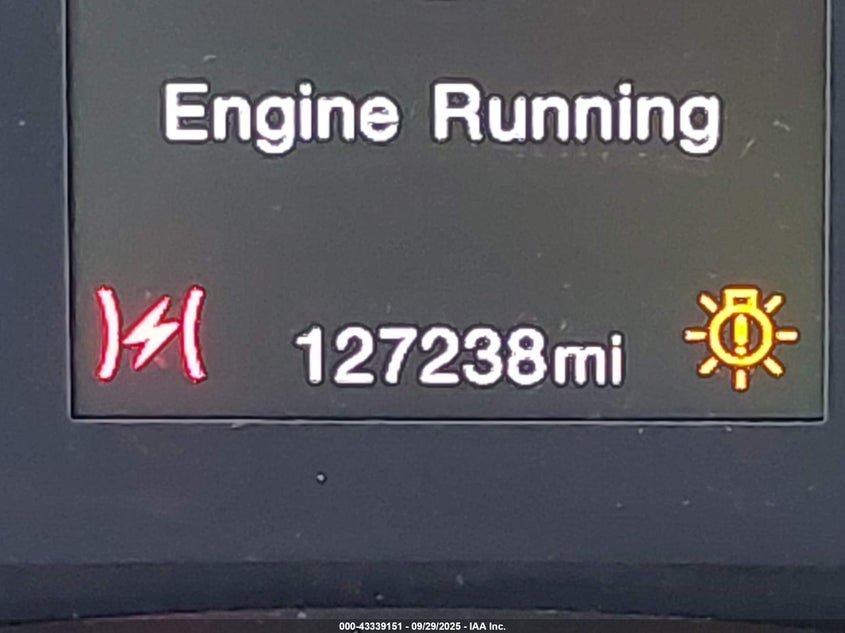 Engine Running
127238mi
000-43339151 - 09/29/2025 - IAA Inc.